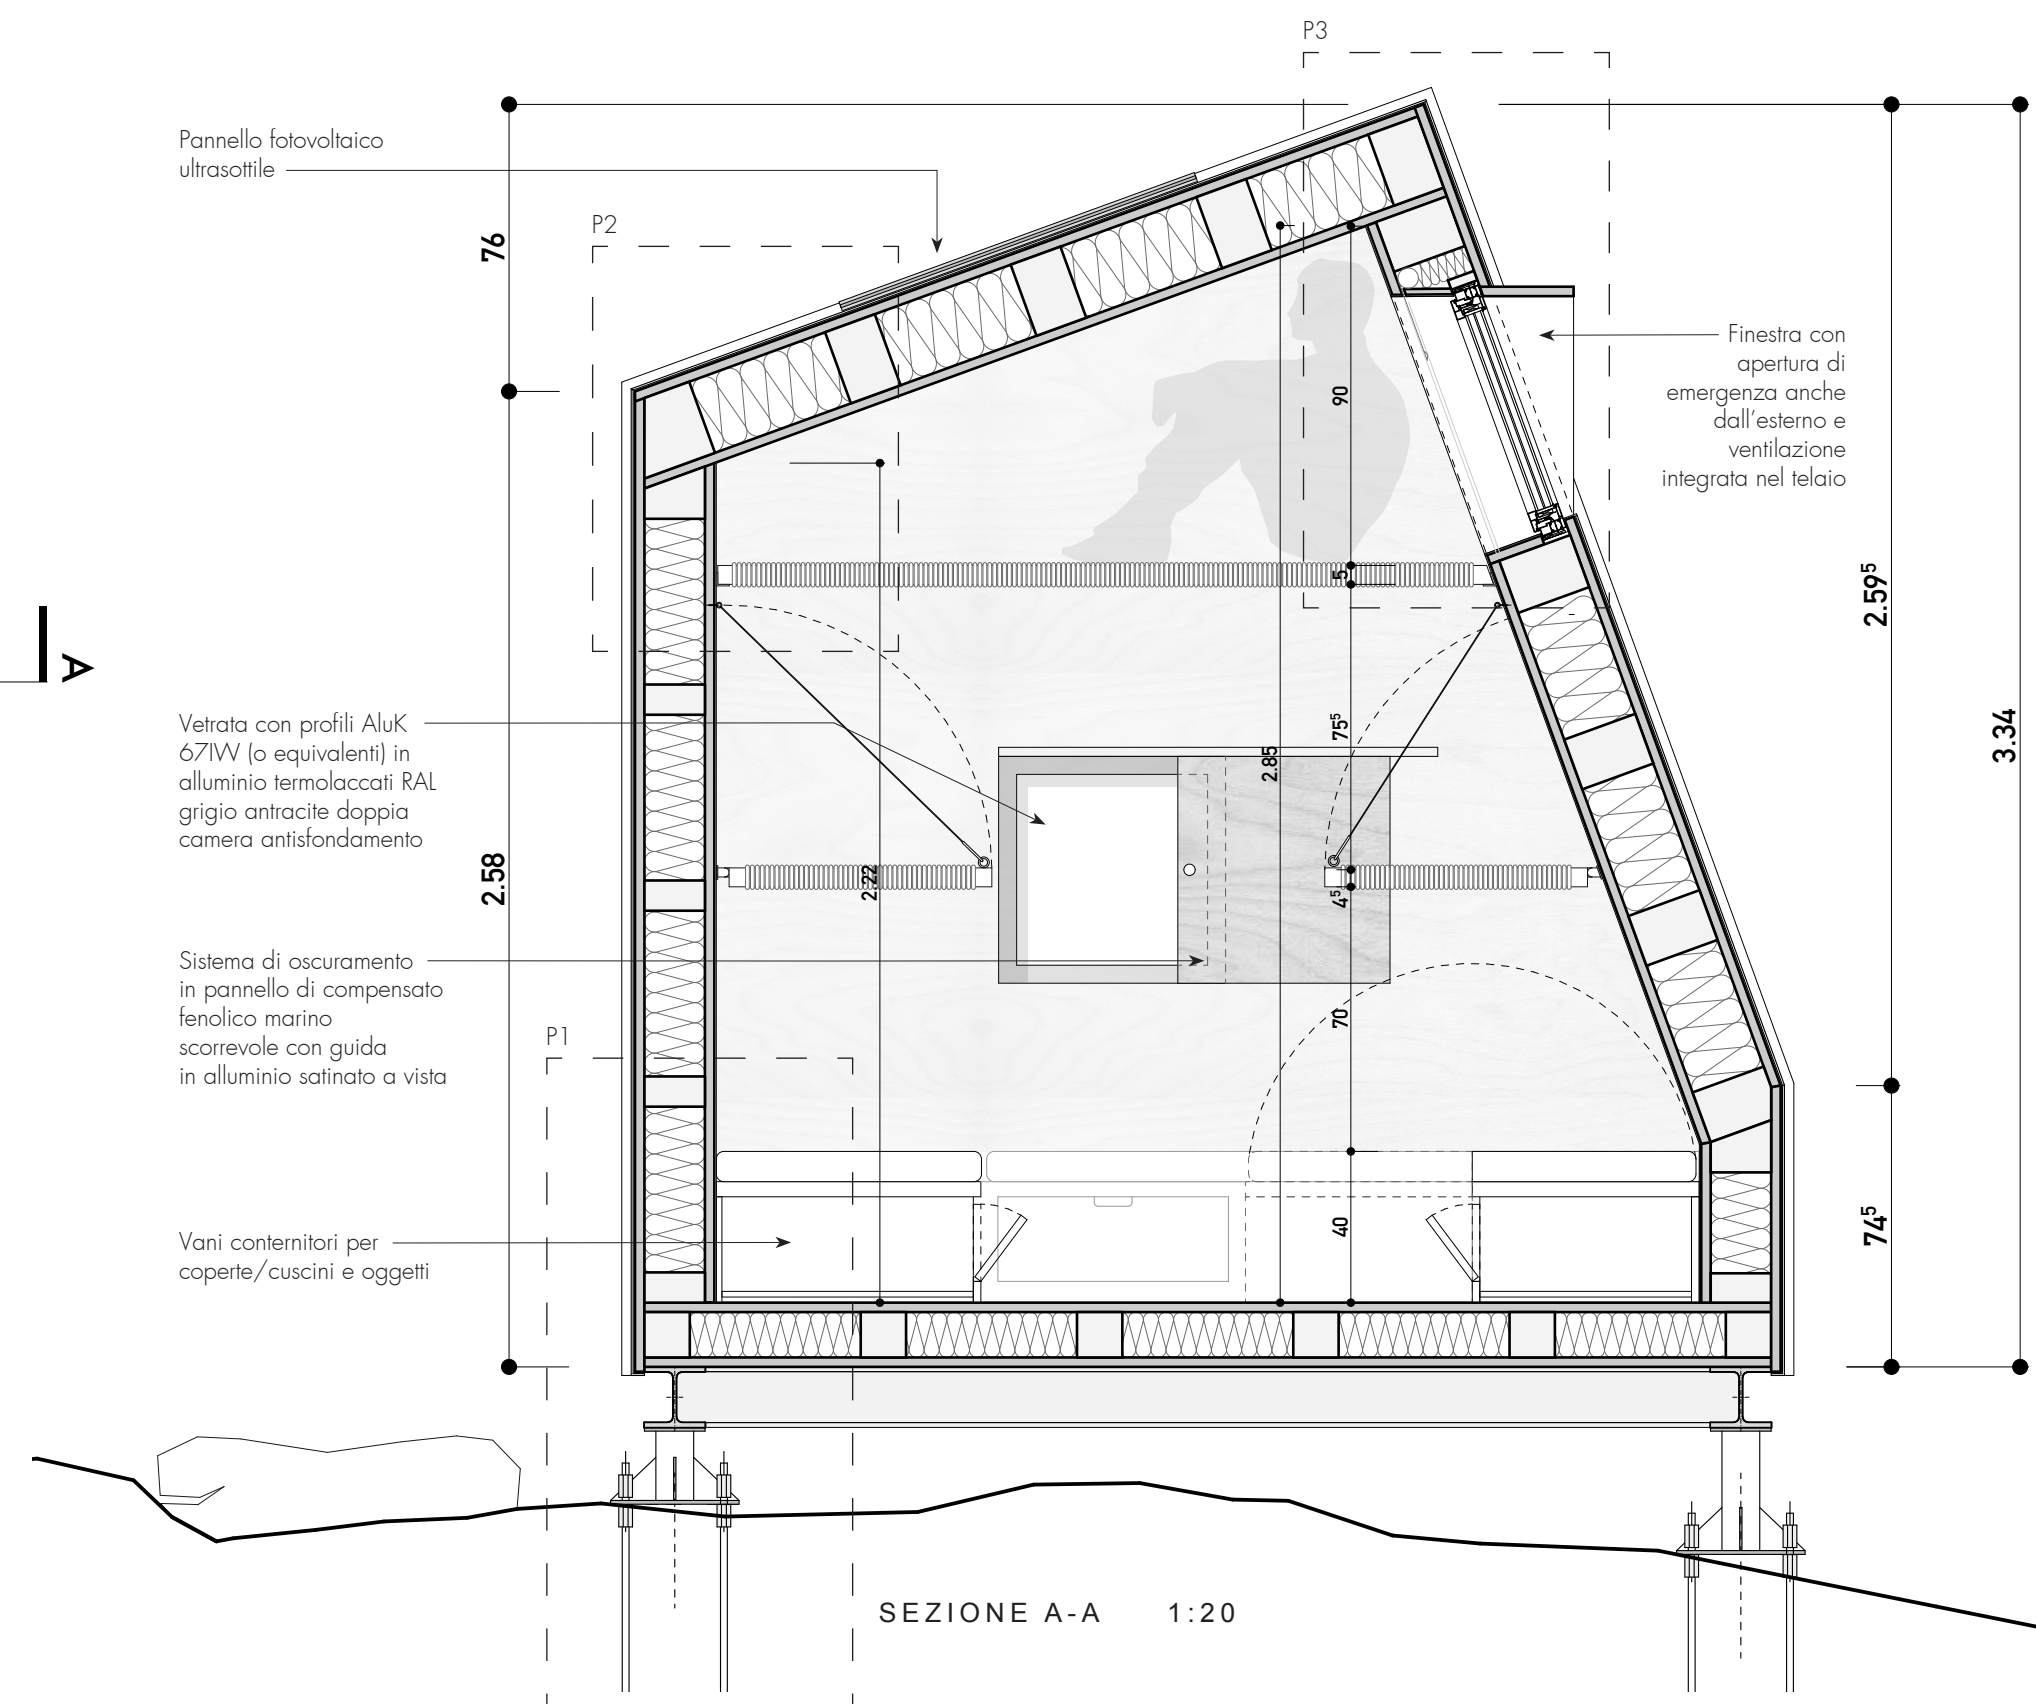 P3
Pannello fotovoltaico
ultrasottile
P2
76
Finestra con
apertura di
emergenza anche
dall'esterno e
ventilazione
integrata nel telaio
90
5
2.59⁵
A
Vetrata con profili AluK
67IW (o equivalenti) in
alluminio termolaccati RAL
grigio antracite doppia
camera antisfondamento
75⁵
2.85
3.34
2.58
2.22
4⁵
Sistema di oscuramento
in pannello di compensato
fenolico marino
scorrevole con guida
in alluminio satinato a vista
70
P1
Vani conternitori per
coperte/cuscini e oggetti
40
74⁵
SEZIONE A-A 1:20